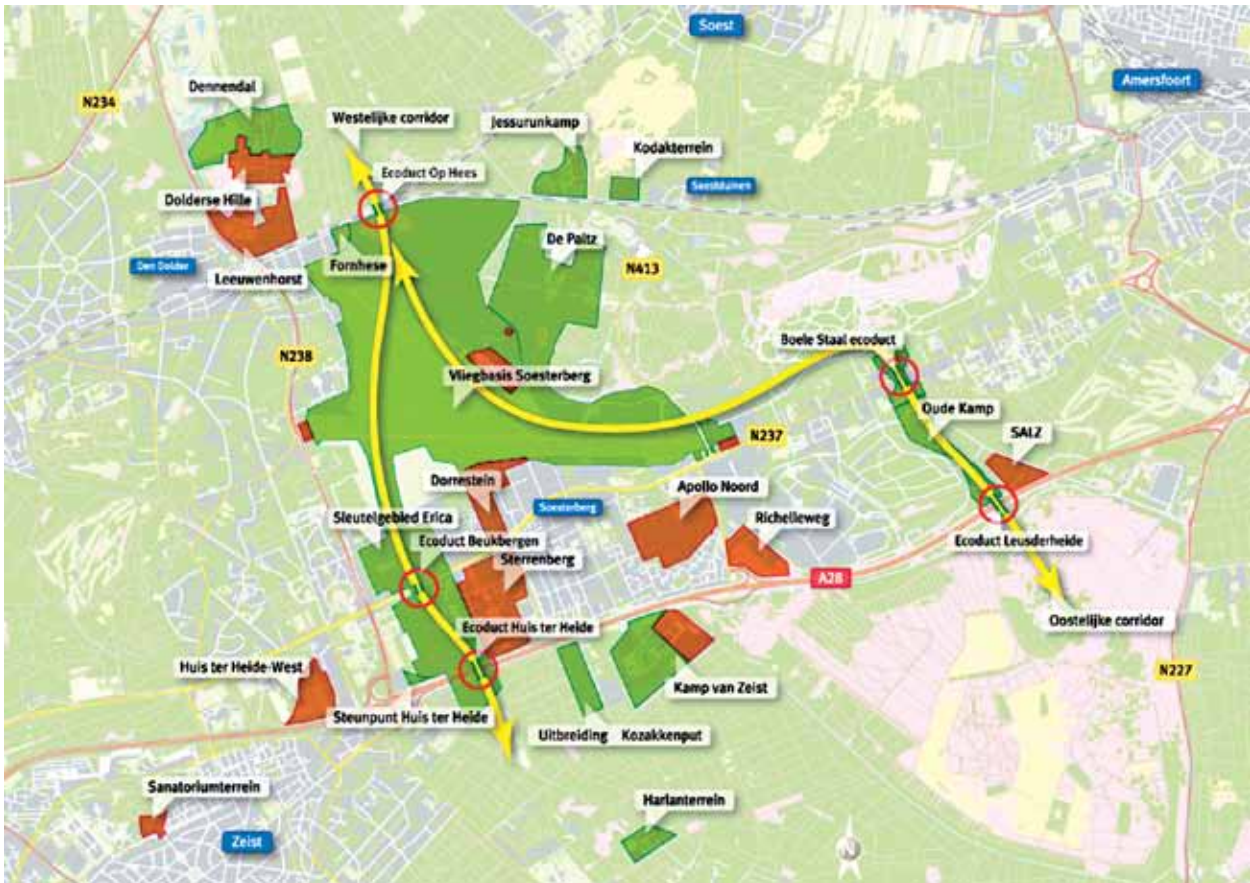 Soest
Amersfoort
Dennendal
N234
Westelijke corridor
Jessurunkamp
Kodakterrein
Ecoduct Op Hees
Soestduinen
Dolderse Hille
De Paltz
Den Dolder
Fornhese
N413
Leeuwenhorst
Boele Staal ecoduct
N238
Vliegbasis Soesterberg
Oude Kamp
N237
SALZ
Dorrestein
Apollo Noord
Soesterberg
Sleutelgebied Erica
Richelleweg
Ecoduct Beukbergen
Ecoduct Leusderheide
Sterrenberg
A28
Oostelijke corridor
Ecoduct Huis ter Heide
Huis ter Heide-West
N227
Kamp van Zeist
Steunpunt Huis ter Heide
Uitbreiding Kozakkenput
Sanatoriumterrein
Harlanterrein
Zeist
N